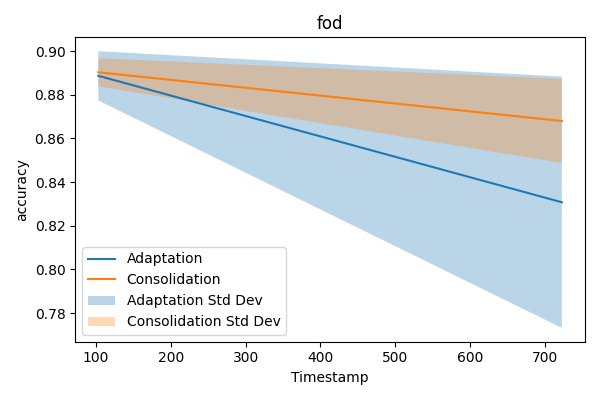 fod
accuracy
0.90
0.88
0.86
0.84
0.82
0.80
0.78
Adaptation
Consolidation
Adaptation Std Dev
Consolidation Std Dev
100 200 300 400 500 600 700
Timestamp